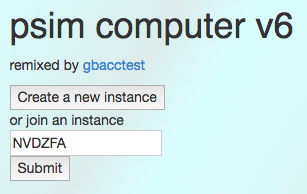 psim computer v6
remixed by gbacctest
Create a new instance
or join an instance
NVDZFA
Submit